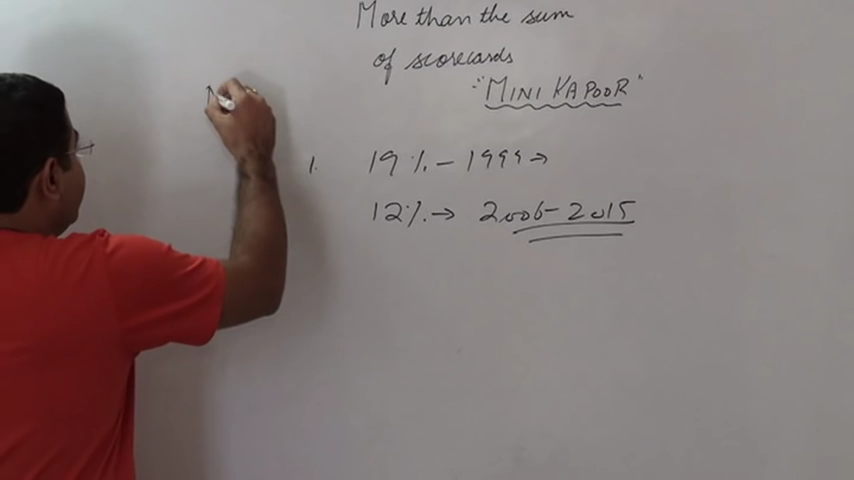 More than the sum
of scorecards
"MINI KAPOOR"
1. 19% - 1999 →
12% → 2006-2015